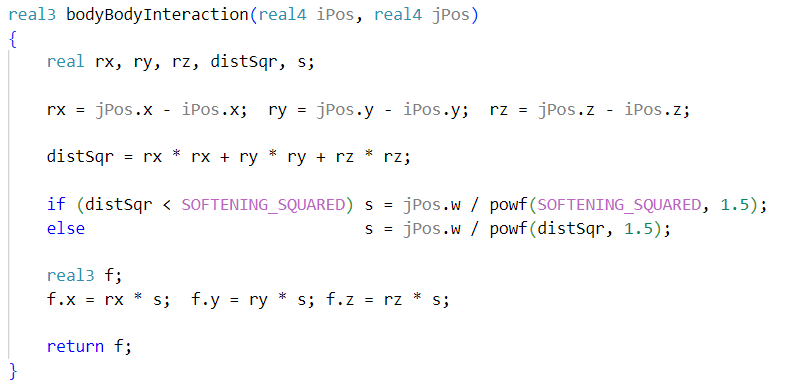 real3 bodyBodyInteraction(real4 iPos, real4 jPos)
{
    real rx, ry, rz, distSqr, s;
    rx = jPos.x - iPos.x;  ry = jPos.y - iPos.y;  rz = jPos.z - iPos.z;
    distSqr = rx * rx + ry * ry + rz * rz;
    if (distSqr < SOFTENING_SQUARED) s = jPos.w / powf(SOFTENING_SQUARED, 1.5);
    else                             s = jPos.w / powf(distSqr, 1.5);
    real3 f;
    f.x = rx * s;  f.y = ry * s; f.z = rz * s;
    return f;
}